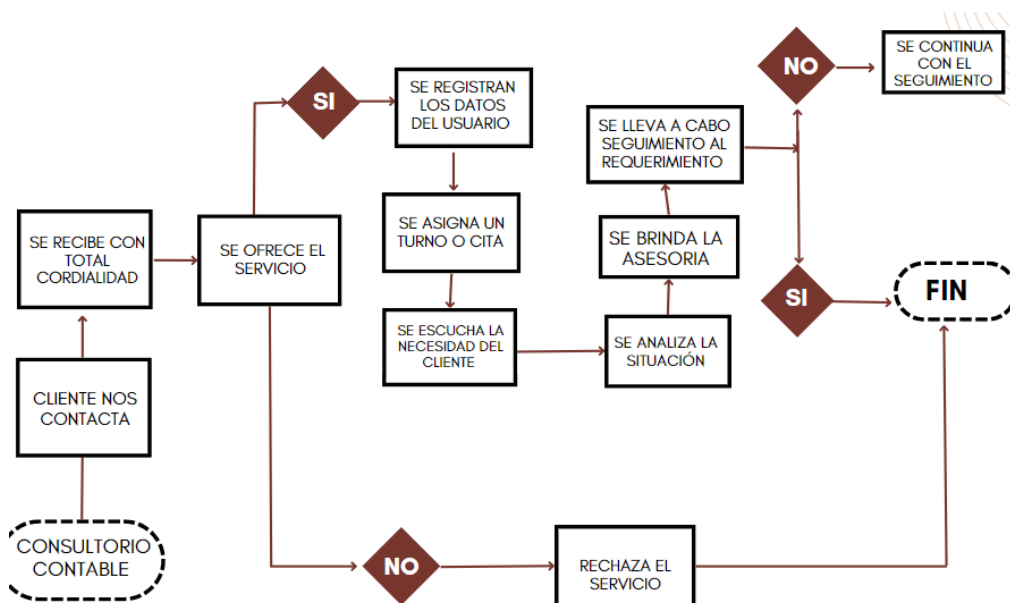 CONSULTORIO
CONTABLE
CLIENTE NOS
CONTACTA
SE RECIBE CON
TOTAL
CORDIALIDAD
SE OFRECE EL
SERVICIO
SI
SE REGISTRAN
LOS DATOS
DEL USUARIO
SE ASIGNA UN
TURNO O CITA
SE ESCUCHA LA
NECESIDAD DEL
CLIENTE
SE ANALIZA LA
SITUACIÓN
SE BRINDA LA
ASESORIA
SE LLEVA A CABO
SEGUIMIENTO AL
REQUERIMIENTO
NO
SE CONTINUA
CON EL
SEGUIMIENTO
SI
FIN
NO
RECHAZA EL
SERVICIO